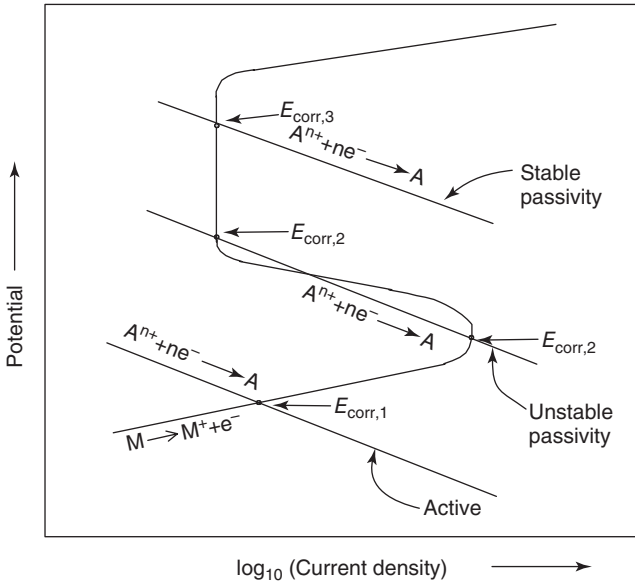 E_corr,3
A^n+ + ne^- → A
Stable
passivity
E_corr,2
A^n+ + ne^- → A
E_corr,2
Unstable
passivity
A^n+ + ne^- → A
E_corr,1
M → M^+ + e^-
Active
Potential
log_10 (Current density)